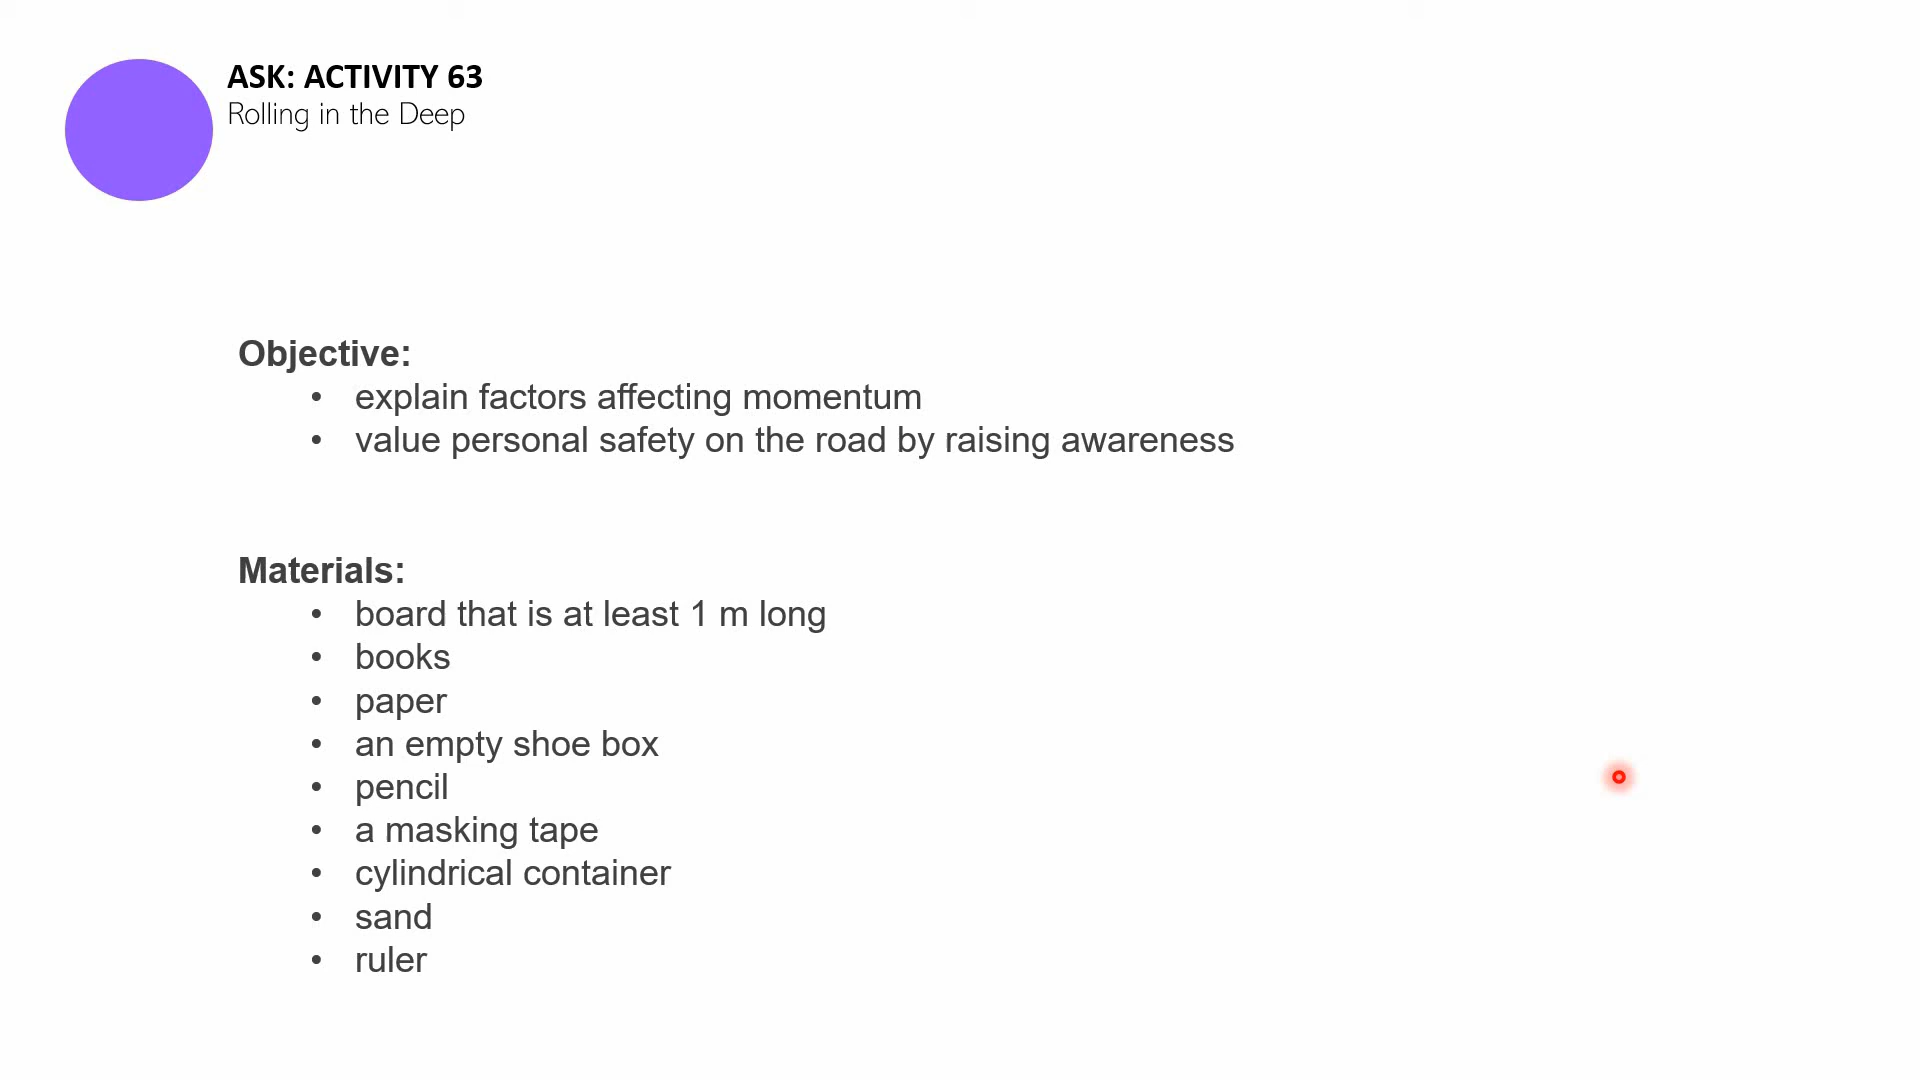 ASK: ACTIVITY 63
Rolling in the Deep
Objective:
• explain factors affecting momentum
• value personal safety on the road by raising awareness
Materials:
• board that is at least 1 m long
• books
• paper
• an empty shoe box
• pencil
• a masking tape
• cylindrical container
• sand
• ruler